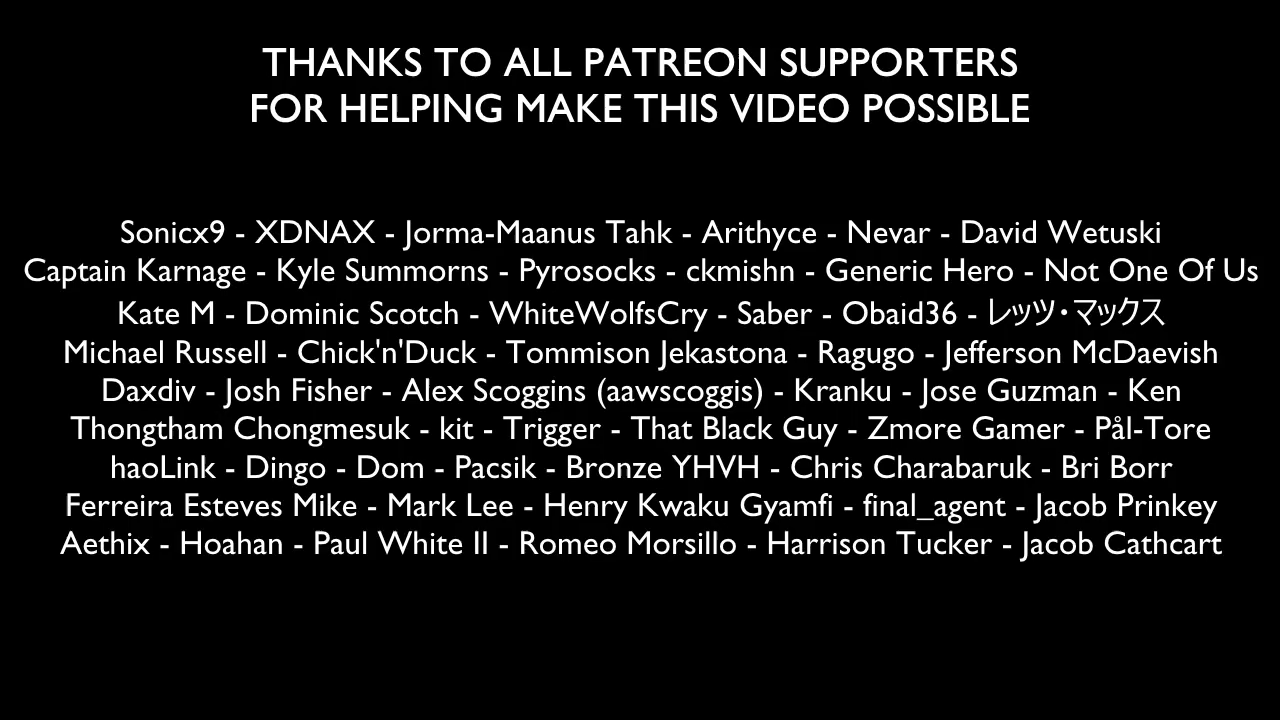 THANKS TO ALL PATREON SUPPORTERS
FOR HELPING MAKE THIS VIDEO POSSIBLE
Sonicx9 - XDNAX - Jorma-Maanus Tahk - Arithyce - Nevar - David Wetuski
Captain Karnage - Kyle Summorns - Pyrosocks - ckmishn - Generic Hero - Not One Of Us
Kate M - Dominic Scotch - WhiteWolfsCry - Saber - Obaid36 - レッツ・マックス
Michael Russell - Chick'n'Duck - Tommison Jekastona - Ragugo - Jefferson McDaevish
Daxdiv - Josh Fisher - Alex Scoggins (aawscoggis) - Kranku - Jose Guzman - Ken
Thongtham Chongmesuk - kit - Trigger - That Black Guy - Zmore Gamer - Pål-Tore
haoLink - Dingo - Dom - Pacsik - Bronze YHVH - Chris Charabaruk - Bri Borr
Ferreira Esteves Mike - Mark Lee - Henry Kwaku Gyamfi - final_agent - Jacob Prinkey
Aethix - Hoahan - Paul White II - Romeo Morsillo - Harrison Tucker - Jacob Cathcart